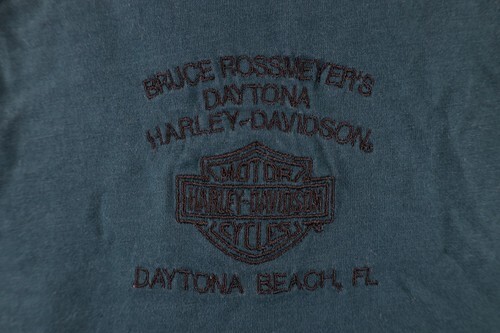 BRUCE ROSSMEYER'S
DAYTONA
HARLEY-DAVIDSON
MOTOR
HARLEY-DAVIDSON
CYCLES
DAYTONA BEACH, FL